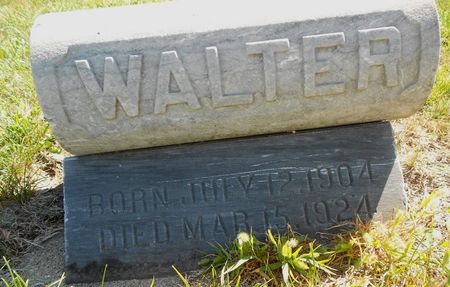 WALTER
BORN JULY 12, 1904
DIED MAR. 15, 1924